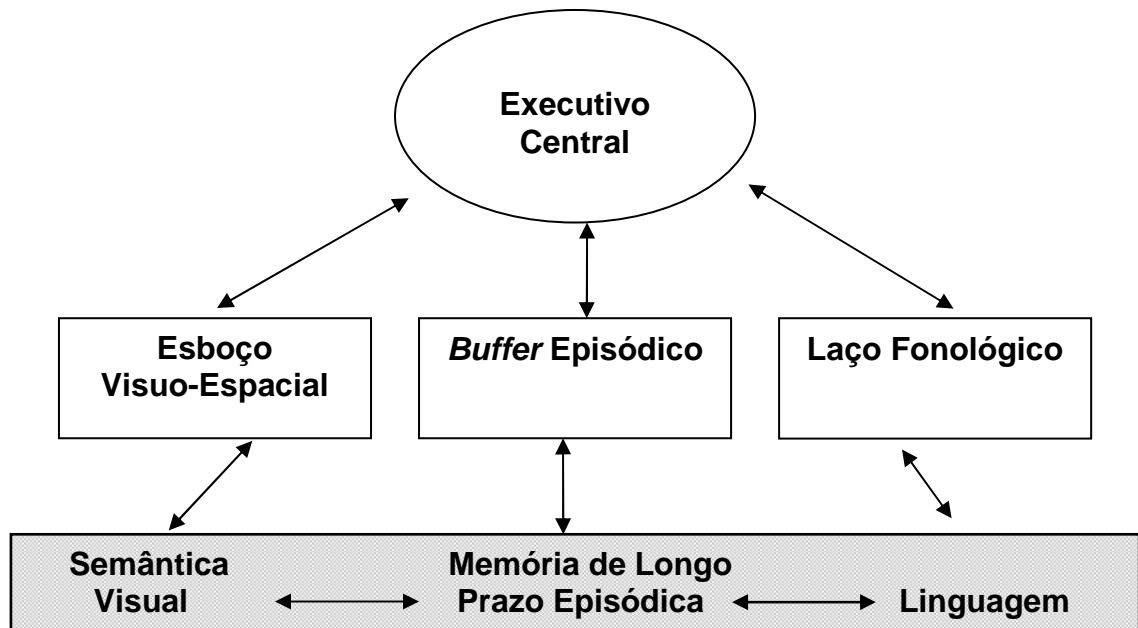 Executivo
Central
Esboço
Visuo-Espacial
Buffer Episódico
Laço Fonológico
Semântica
Visual
Memória de Longo
Prazo Episódica
Linguagem